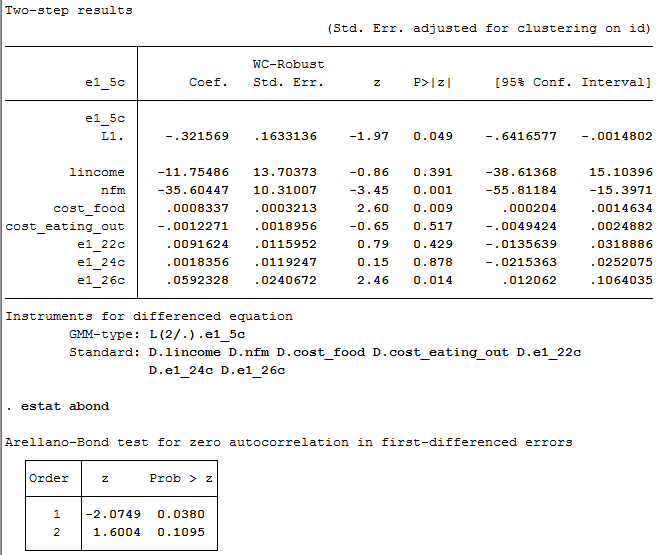 Two-step results
(Std. Err. adjusted for clustering on id)
WC-Robust
e1_5c Coef. Std. Err. z P>|z| [95% Conf. Interval]
e1_5c
L1. -.321569 .1633136 -1.97 0.049 -.6416577 -.0014802
lincome -11.75486 13.70373 -0.86 0.391 -38.61368 15.10396
nfm -35.60447 10.31007 -3.45 0.001 -55.81184 -15.3971
cost_food .0008337 .0003213 2.60 0.009 .000204 .0014634
cost_eating_out -.0012271 .0018956 -0.65 0.517 -.0049424 .0024882
e1_22c .0091624 .0115952 0.79 0.429 -.0135639 .0318886
e1_24c .0018356 .0119247 0.15 0.878 -.0215363 .0252075
e1_26c .0592328 .0240672 2.46 0.014 .012062 .1064035
Instruments for differenced equation
GMM-type: L(2/.).e1_5c
Standard: D.lincome D.nfm D.cost_food D.cost_eating_out D.e1_22c
D.e1_24c D.e1_26c
. estat abond
Arellano-Bond test for zero autocorrelation in first-differenced errors
Order z Prob > z
1 -2.0749 0.0380
2 1.6004 0.1095